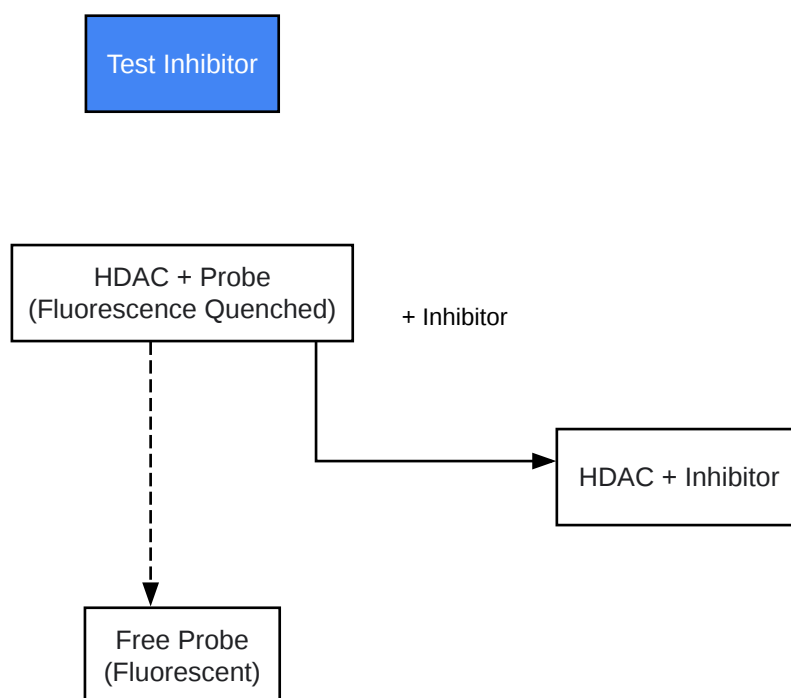 Test Inhibitor
HDAC + Probe
(Fluorescence Quenched)
+ Inhibitor
HDAC + Inhibitor
Free Probe
(Fluorescent)